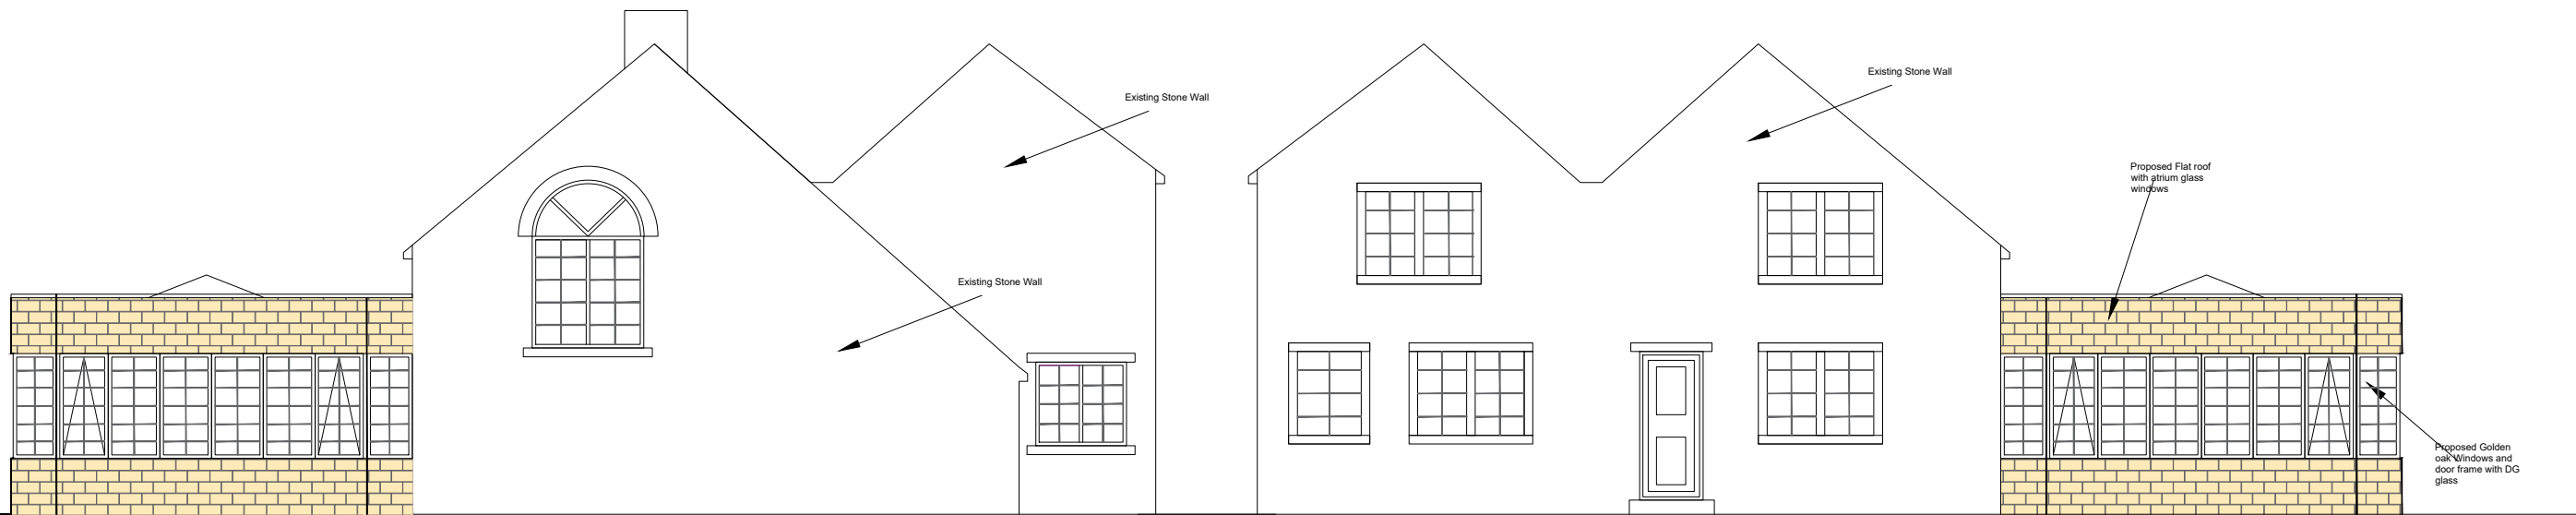 Existing Stone Wall
Existing Stone Wall
Existing Stone Wall
Proposed Flat roof
with atrium glass
windows
Proposed Golden
oak Windows and
door frame with DG
glass